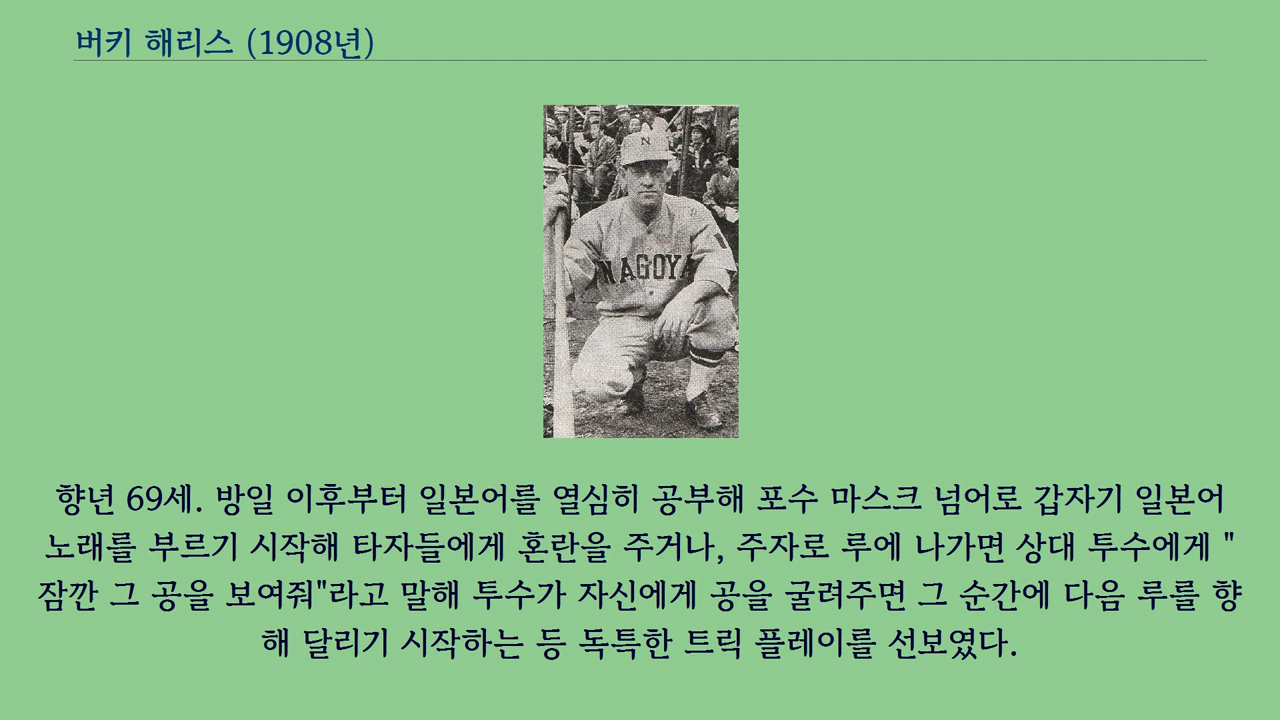 버키 해리스 (1908년)
N
NAGOYA
향년 69세. 방일 이후부터 일본어를 열심히 공부해 포수 마스크 넘어로 갑자기 일본어
노래를 부르기 시작해 타자들에게 혼란을 주거나, 주자로 루에 나가면 상대 투수에게 "
잠깐 그 공을 보여줘"라고 말해 투수가 자신에게 공을 굴려주면 그 순간에 다음 루를 향
해 달리기 시작하는 등 독특한 트릭 플레이를 선보였다.